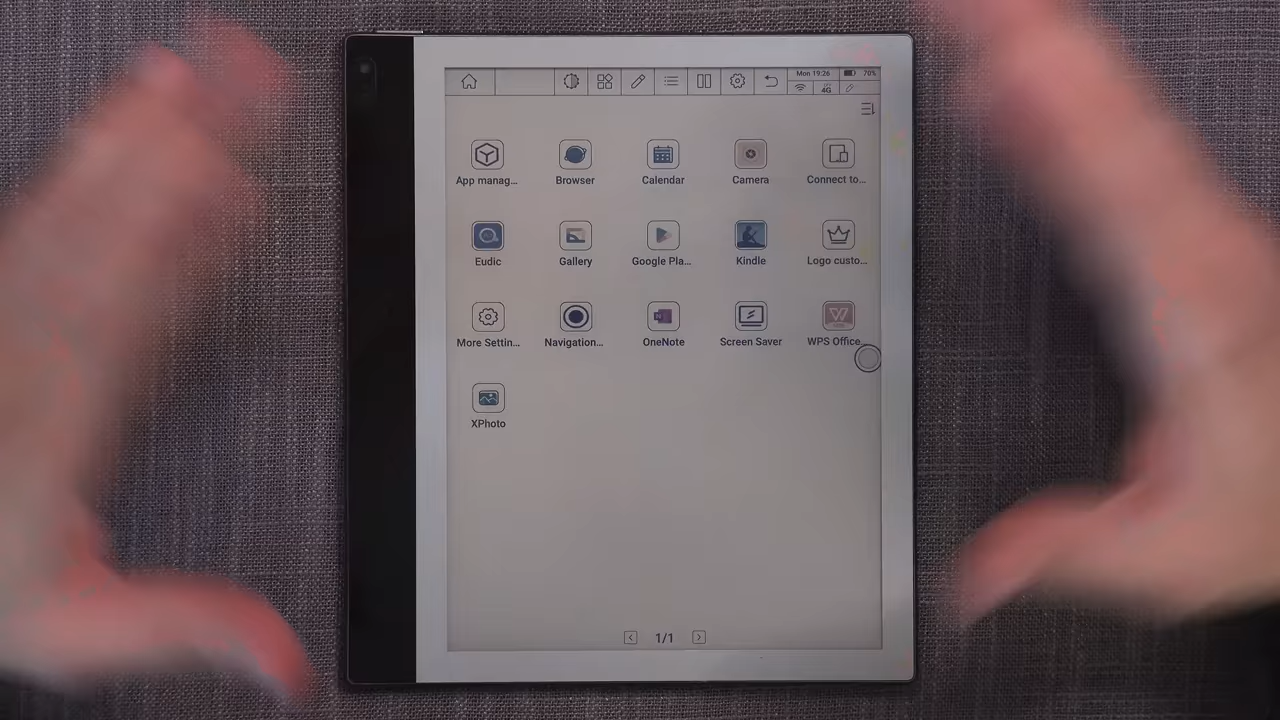 Mon 19:26
70%
4G
App manag...
Browser
Calendar
Camera
Connect to...
Eudic
Gallery
Google Pla...
Kindle
Logo custo...
More Settin...
Navigation...
OneNote
Screen Saver
WPS Office...
XPhoto
1/1